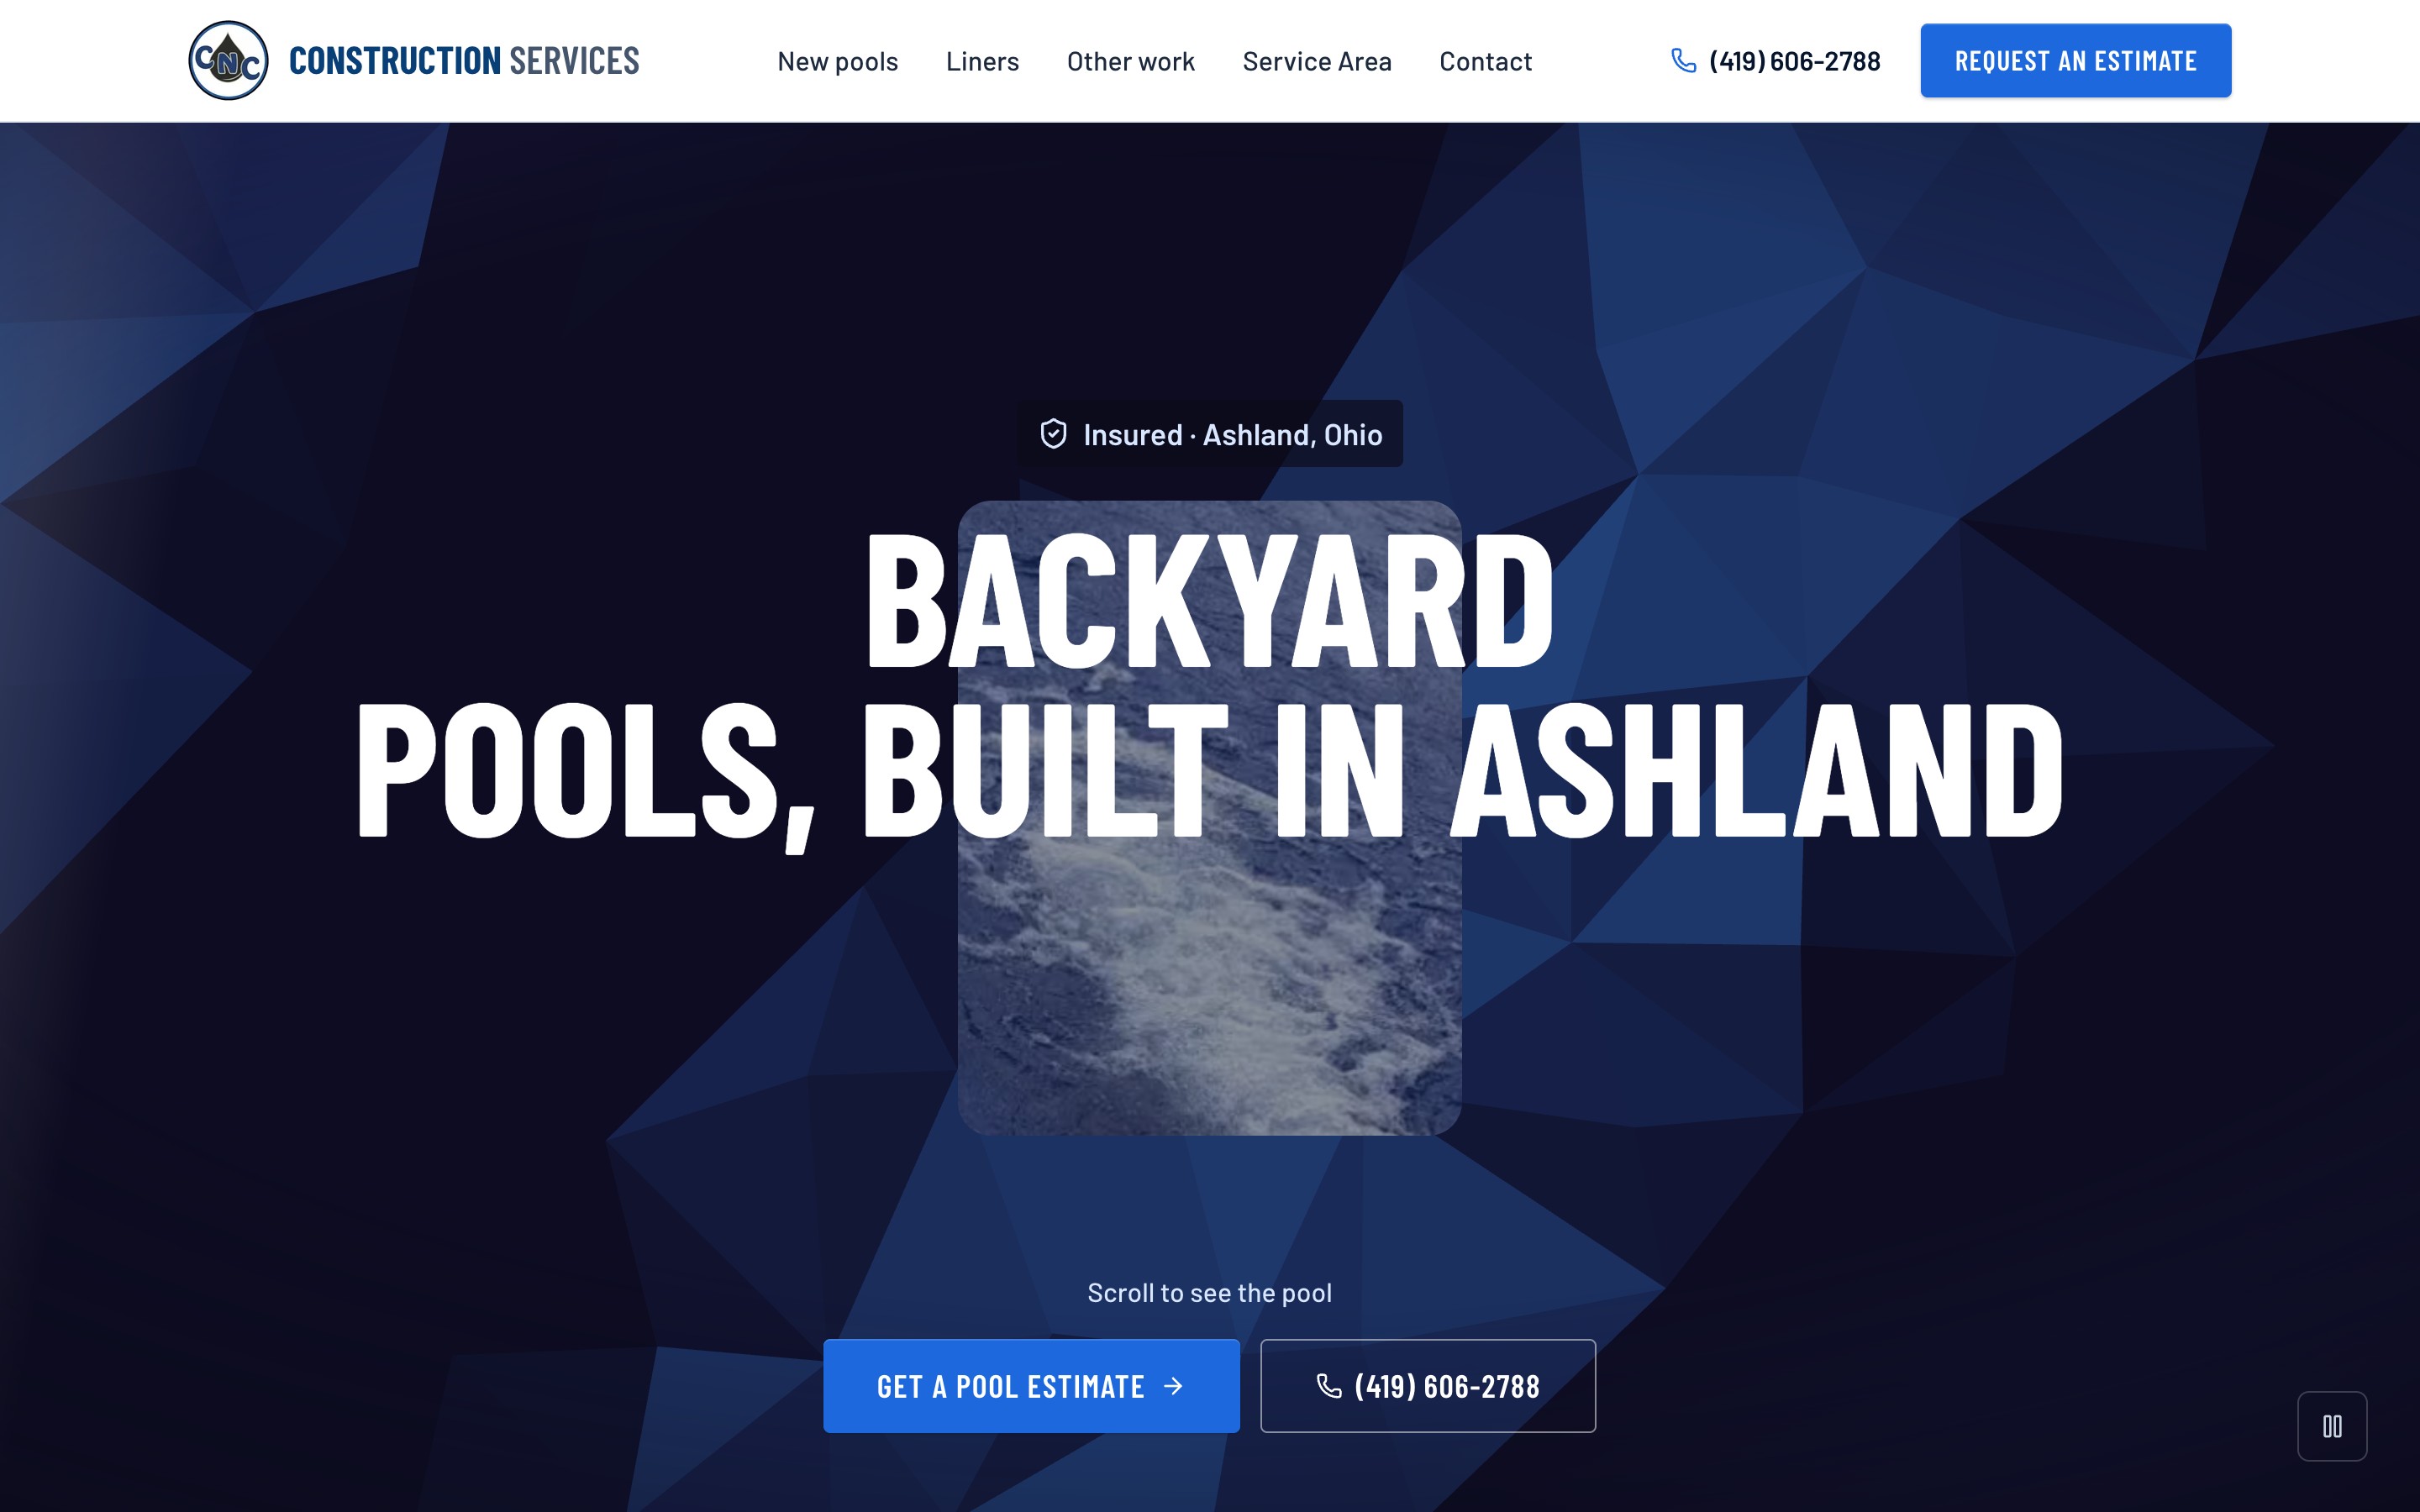 CNC CONSTRUCTION SERVICES
New pools
Liners
Other work
Service Area
Contact
(419) 606-2788
REQUEST AN ESTIMATE
Insured · Ashland, Ohio
BACKYARD
POOLS, BUILT IN ASHLAND
Scroll to see the pool
GET A POOL ESTIMATE
(419) 606-2788